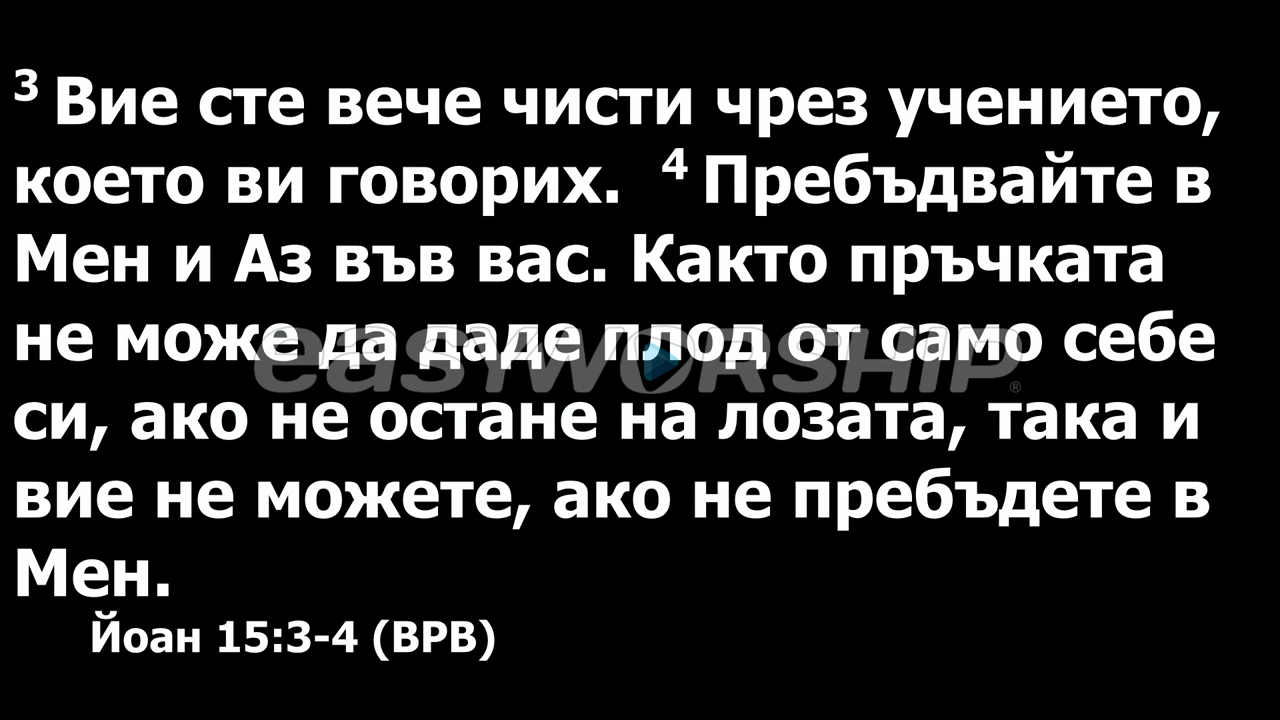 3 Вие сте вече чисти чрез учението,
което ви говорих. 4 Пребъдвайте в
Мен и Аз във вас. Както пръчката
не може да даде плод от само себе
си, ако не остане на лозата, така и
вие не можете, ако не пребъдете в
Мен.
Йоан 15:3-4 (ВРВ)
easyworship®